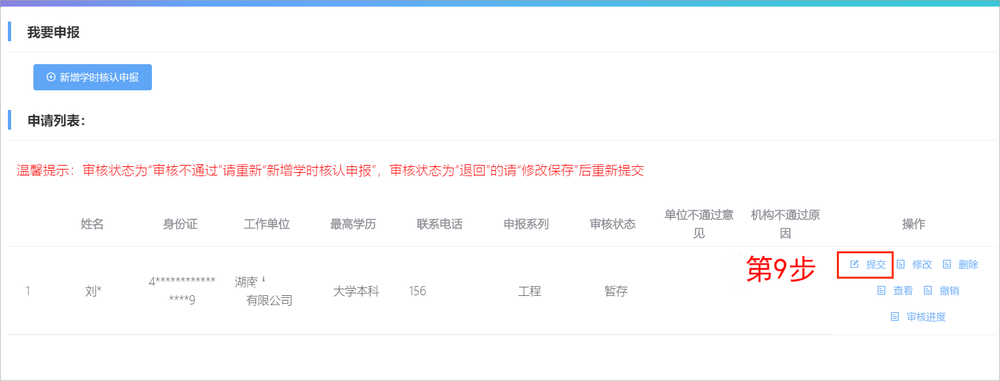 我要申报
新增学时核认申报
申请列表：
温馨提示：审核状态为“审核不通过”请重新“新增学时核认申报”，审核状态为“退回”的请“修改保存”后重新提交
姓名 身份证 工作单位 最高学历 联系电话 申报系列 审核状态 单位不通过意见 机构不通过原因 操作
第9步
提交 修改 删除
1 刘* 4**************** 湖南 大学本科 156 工程 暂存 查看 撤销
****9 有限公司
审核进度